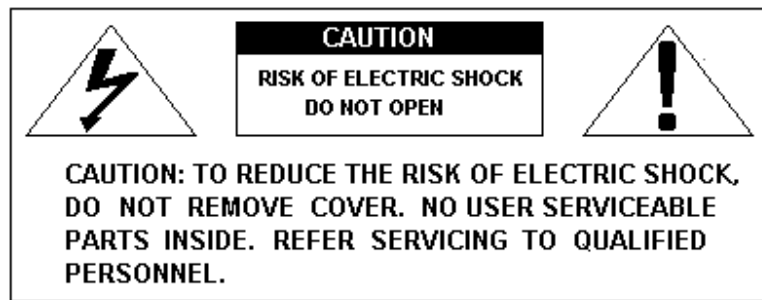 CAUTION
RISK OF ELECTRIC SHOCK
DO NOT OPEN
CAUTION: TO REDUCE THE RISK OF ELECTRIC SHOCK,
DO NOT REMOVE COVER. NO USER SERVICEABLE
PARTS INSIDE. REFER SERVICING TO QUALIFIED
PERSONNEL.